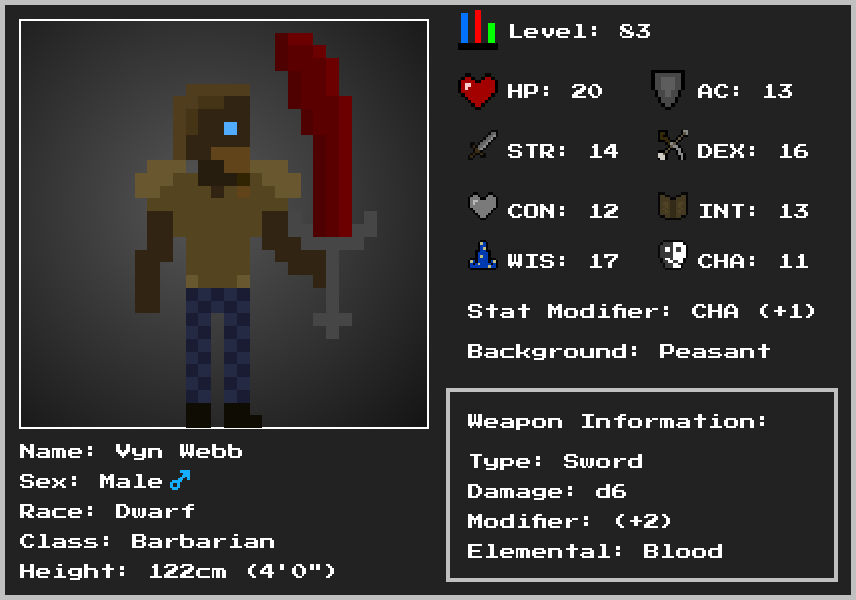 Level: 83
HP: 20
AC: 13
STR: 14
DEX: 16
CON: 12
INT: 13
WIS: 17
CHA: 11
Stat Modifier: CHA (+1)
Background: Peasant
Weapon Information:
Type: Sword
Damage: d6
Modifier: (+2)
Elemental: Blood
Name: Vyn Webb
Sex: Male ♂
Race: Dwarf
Class: Barbarian
Height: 122cm (4'0")